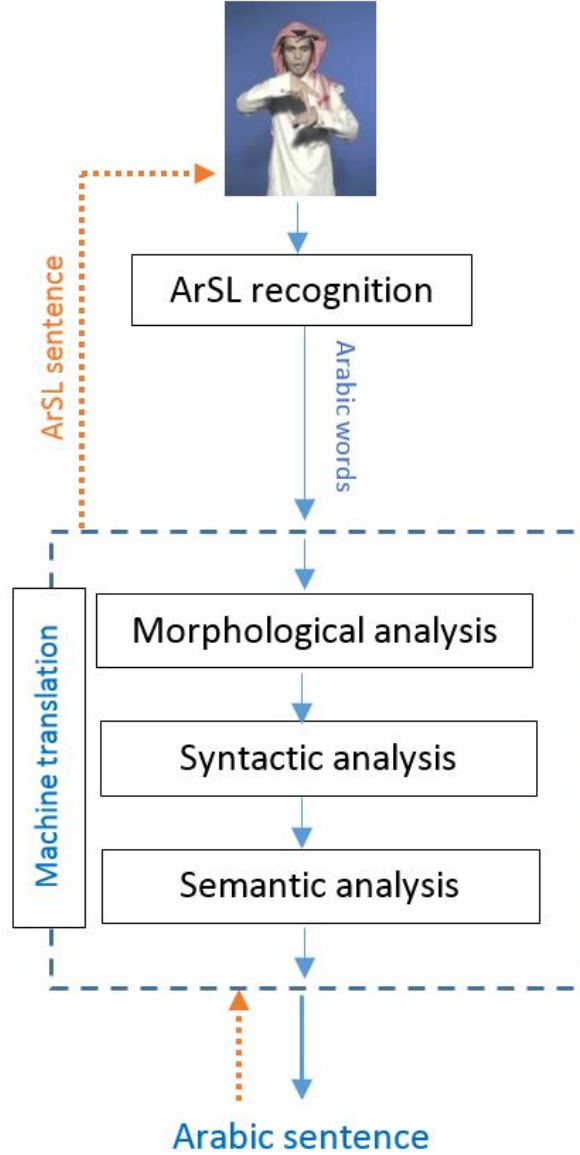 ArSL recognition
ArSL sentence
Arabic words
Machine translation
Morphological analysis
Syntactic analysis
Semantic analysis
Arabic sentence